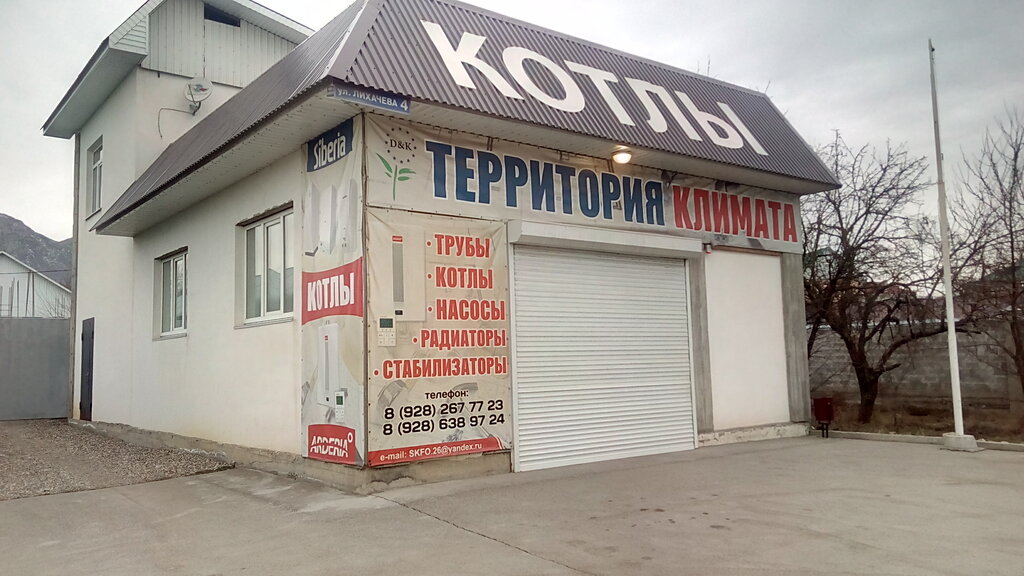 КОТЛЫ
ул. ЛИХАЧЕВА 4
Siberia
D&K
ТЕРРИТОРИЯ КЛИМАТА
КОТЛЫ
ARDERIA
• ТРУБЫ
• КОТЛЫ
• НАСОСЫ
• РАДИАТОРЫ
• СТАБИЛИЗАТОРЫ
телефон:
8 (928) 267 77 23
8 (928) 638 97 24
e-mail: SKFO.26@yandex.ru